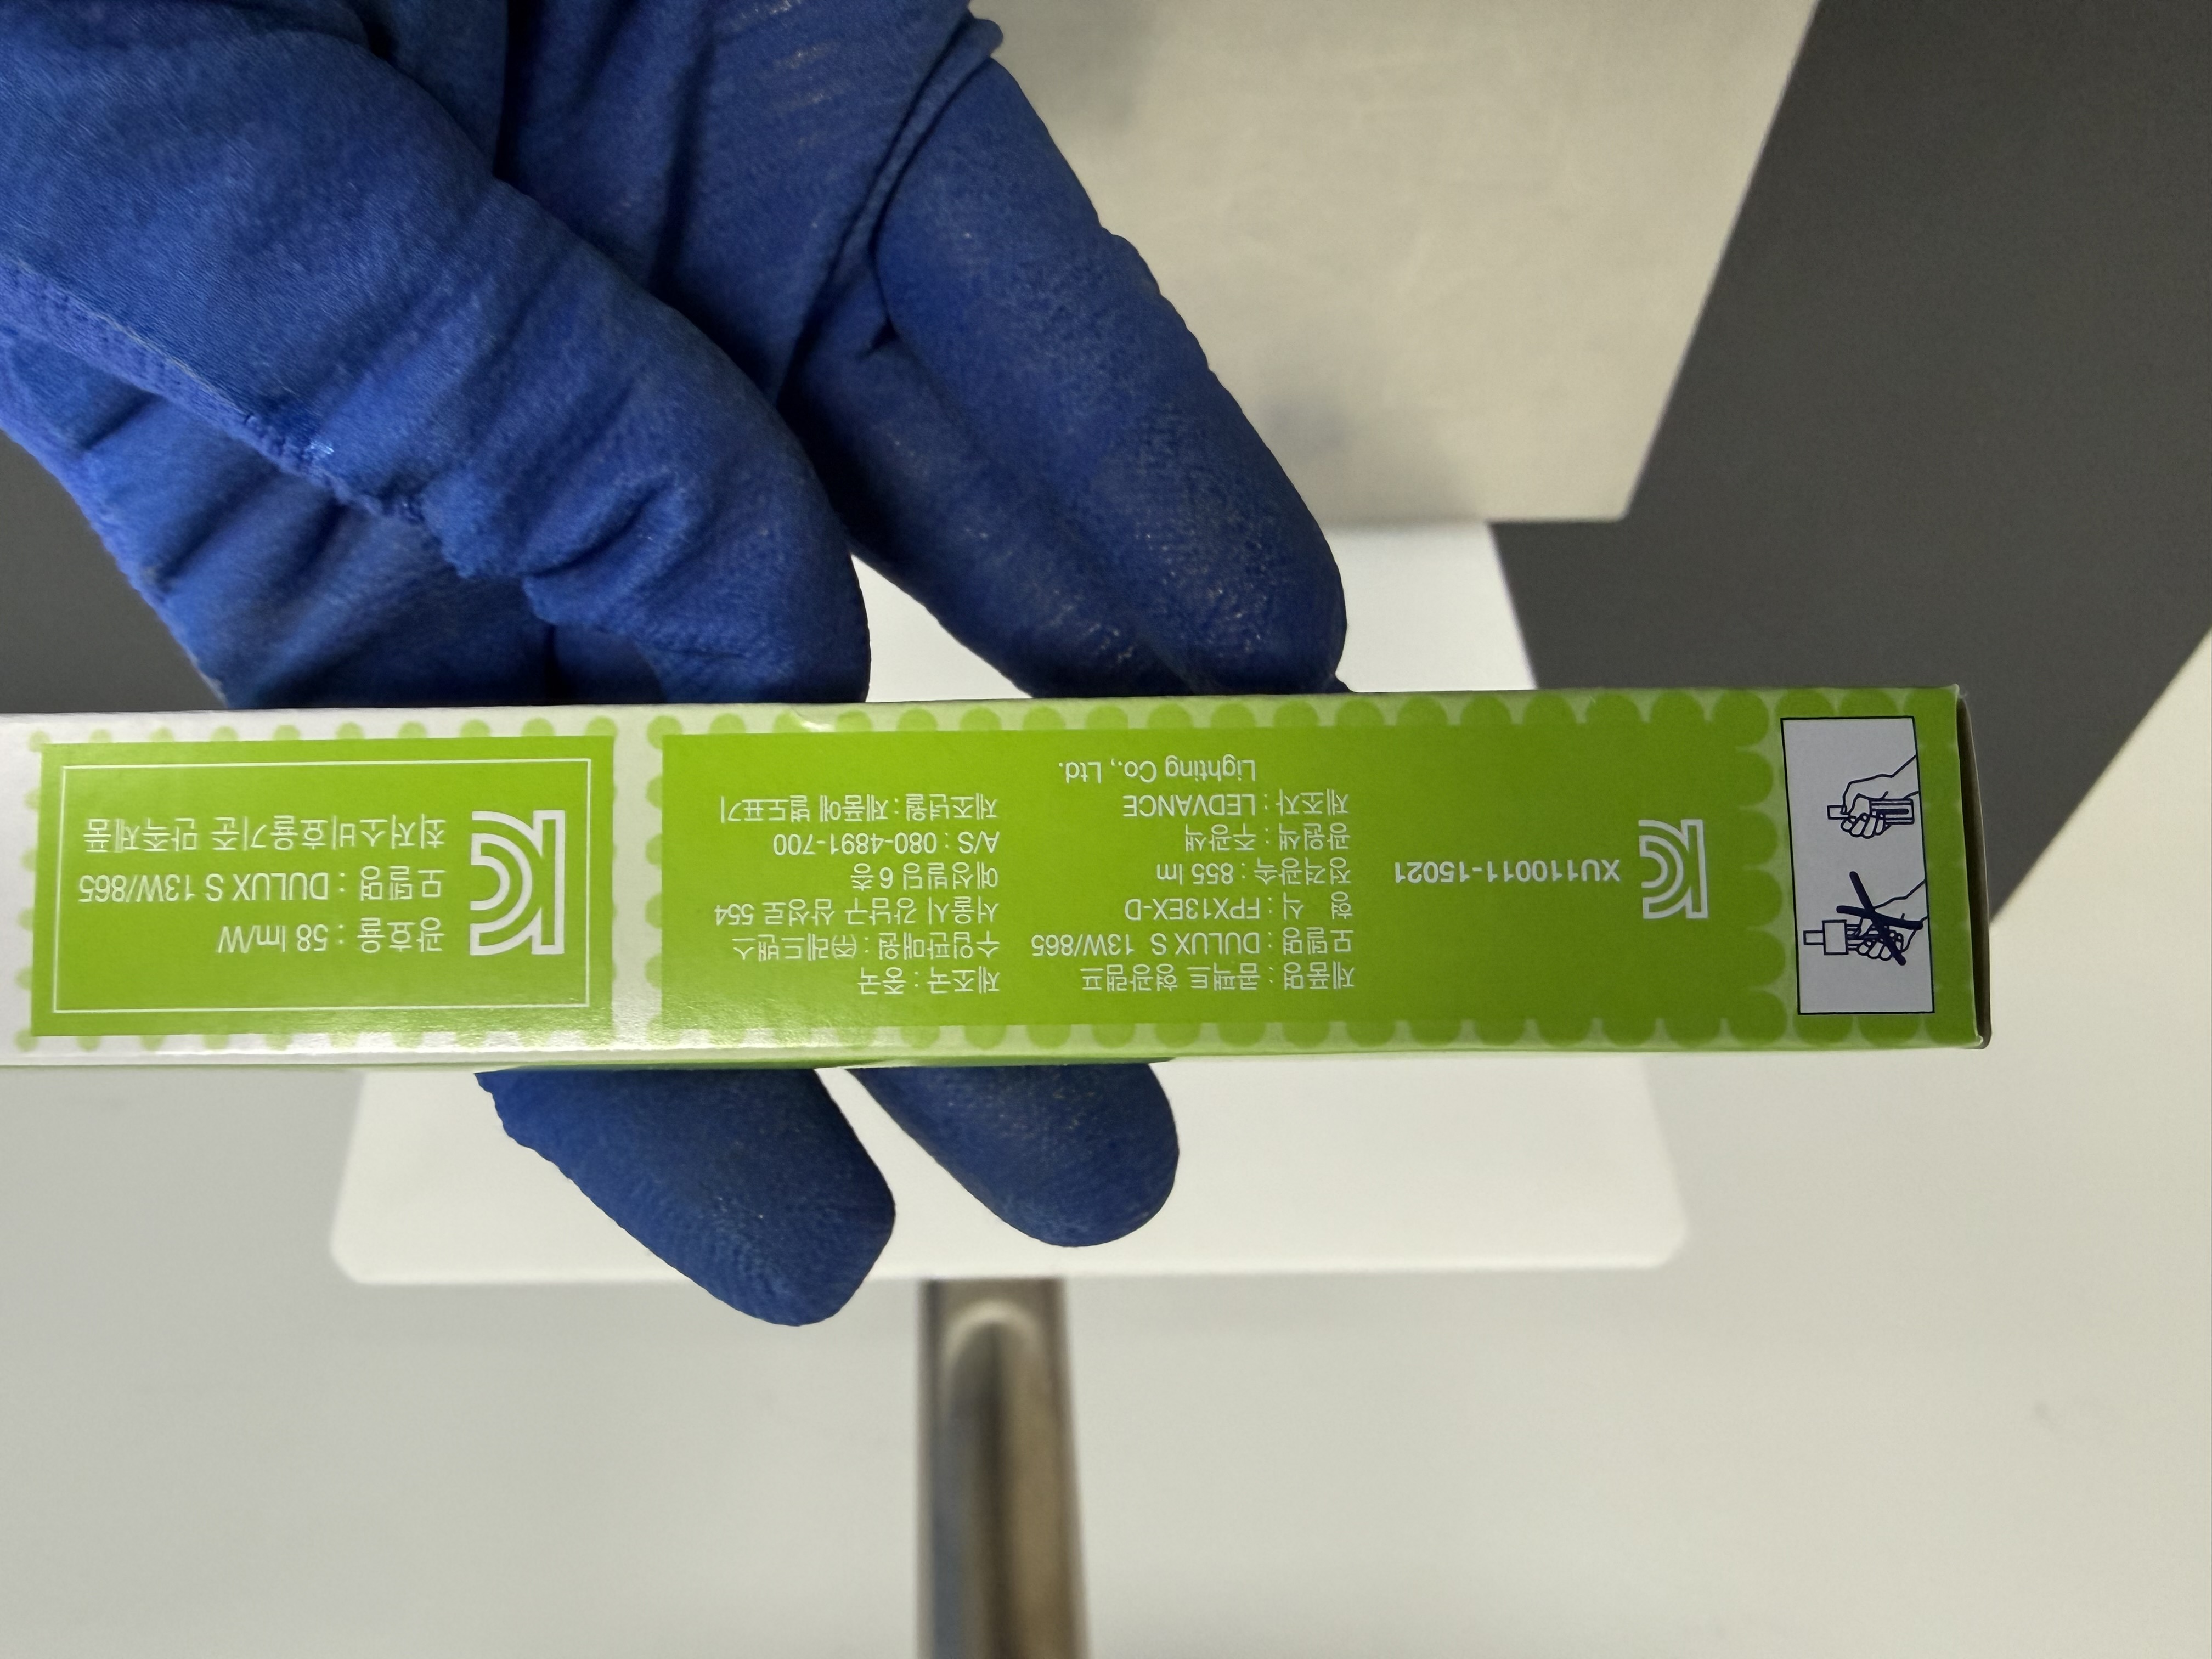 KC
XU110011-15021
제품명 : 콤팩트 형광램프
모델명 : DULUX S 13W/865
형 식 : FPX13EX-D
정격광속 : 855 lm
광원색 : 주광색
제조자 : LEDVANCE
Lighting Co., Ltd.
제조국 : 중국
수입판매원 : ㈜레드밴스
서울시 강남구 삼성로 554
예성빌딩 6 층
A/S : 080-4891-700
제조년월 : 제품에 별도표기
KC
광효율 : 58 lm/W
모델명 : DULUX S 13W/865
최저소비효율기준 만족제품